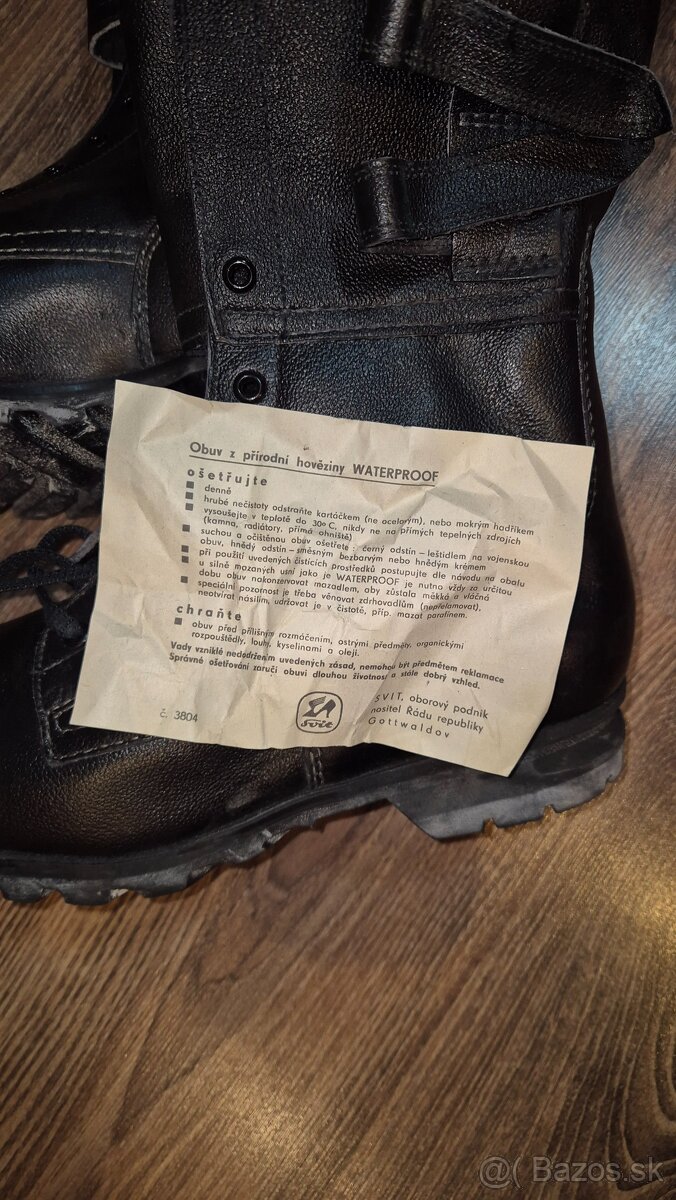 Obuv z přírodní hověziny WATERPROOF
ošetřujte
denně
hrubé nečistoty odstraňte kartáčkem (ne ocelovým), nebo mokrým hadříkem
vysoušejte v teplotě do 30° C, nikdy ne na přímých tepelných zdrojích
(kamna, radiátory, přímá ohniště)
suchou a očištěnou obuv ošetřete: černý odstín – leštidlem na vojenskou
obuv, hnědý odstín – směsným bezbarvým nebo hnědým krémem
při použití uvedených čistících prostředků postupujte dle návodu na obalu
u silně mazaných usní jako je WATERPROOF je nutno vždy za určitou
dobu obuv nakonzervovat mazadlem, aby zůstala měkká a vláčná
speciální pozornost je třeba věnovat zdrhovadlům (nepřelamovat),
neotvírat násilím, udržovat je v čistotě, příp. mazat parafinem.
chraňte
obuv před přílišným rozmáčením, ostrými předměty, organickými
rozpouštědly, louhy, kyselinami a oleji.
Vady vzniklé nedodržením uvedených zásad, nemohou být předmětem reklamace
Správné ošetřování zaručí obuvi dlouhou životnost a stále dobrý vzhled.
č. 3804
Svit
SVIT, oborový podnik
nositel Řádu republiky
Gottwaldov
@( Bazos.sk